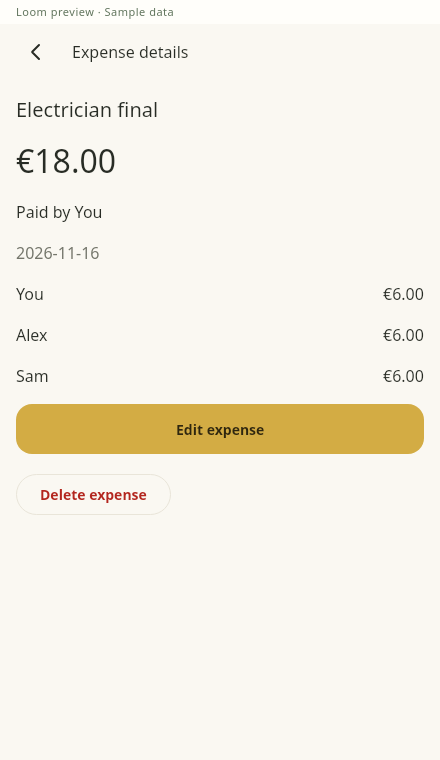 Loom preview · Sample data
Expense details
Electrician final
€18.00
Paid by You
2026-11-16
You €6.00
Alex €6.00
Sam €6.00
Edit expense
Delete expense